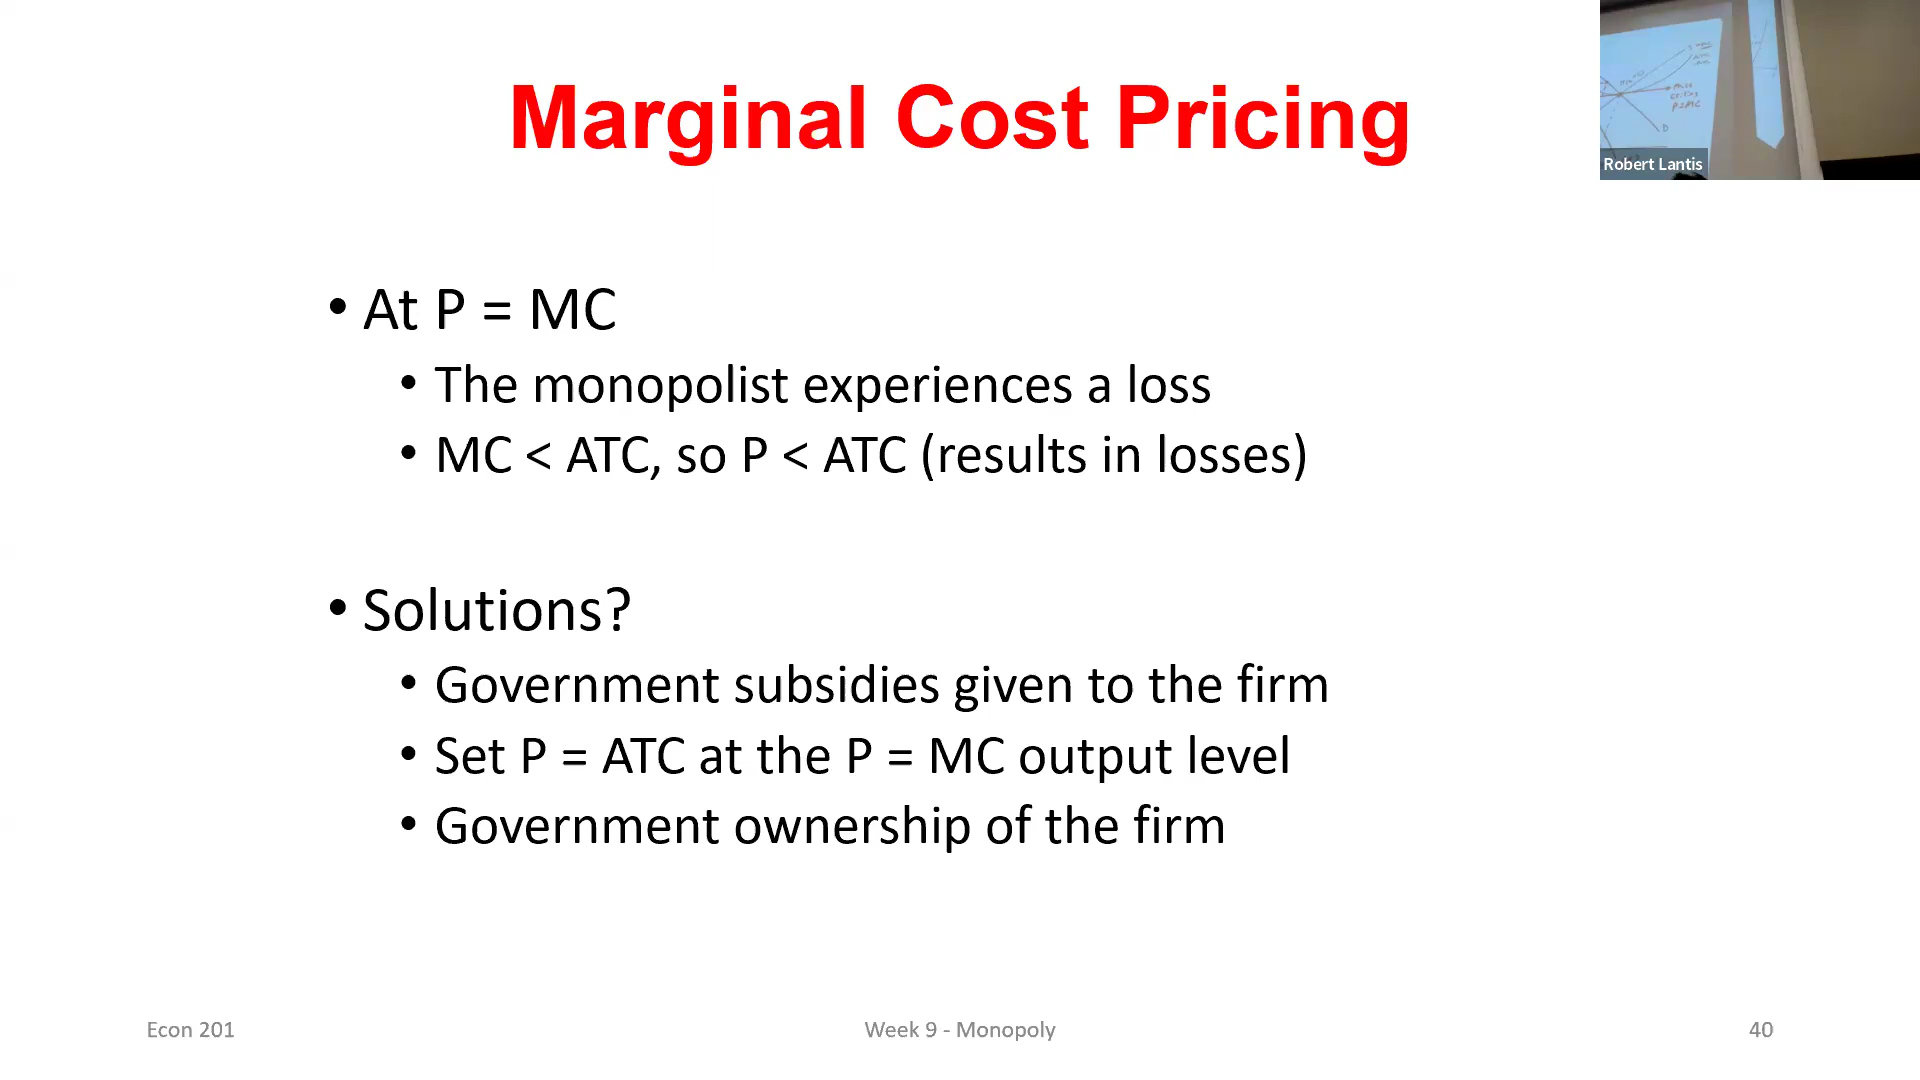 Marginal Cost Pricing
Robert Lantis
• At P = MC
• The monopolist experiences a loss
• MC < ATC, so P < ATC (results in losses)
• Solutions?
• Government subsidies given to the firm
• Set P = ATC at the P = MC output level
• Government ownership of the firm
Econ 201
Week 9 - Monopoly
40